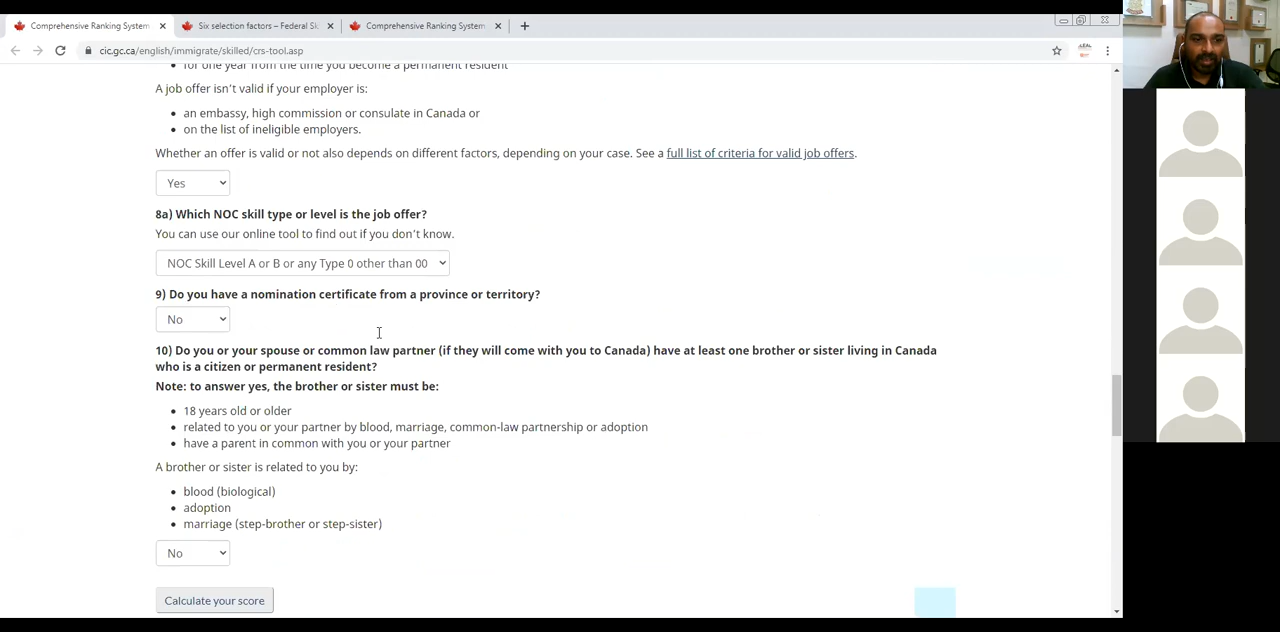 Comprehensive Ranking System
Six selection factors – Federal Sk
Comprehensive Ranking System
cic.gc.ca/english/immigrate/skilled/crs-tool.asp
for one year from the time you become a permanent resident
A job offer isn't valid if your employer is:
an embassy, high commission or consulate in Canada or
on the list of ineligible employers.
Whether an offer is valid or not also depends on different factors, depending on your case. See a full list of criteria for valid job offers.
Yes
8a) Which NOC skill type or level is the job offer?
You can use our online tool to find out if you don't know.
NOC Skill Level A or B or any Type 0 other than 00
9) Do you have a nomination certificate from a province or territory?
No
10) Do you or your spouse or common law partner (if they will come with you to Canada) have at least one brother or sister living in Canada
who is a citizen or permanent resident?
Note: to answer yes, the brother or sister must be:
18 years old or older
related to you or your partner by blood, marriage, common-law partnership or adoption
have a parent in common with you or your partner
A brother or sister is related to you by:
blood (biological)
adoption
marriage (step-brother or step-sister)
No
Calculate your score